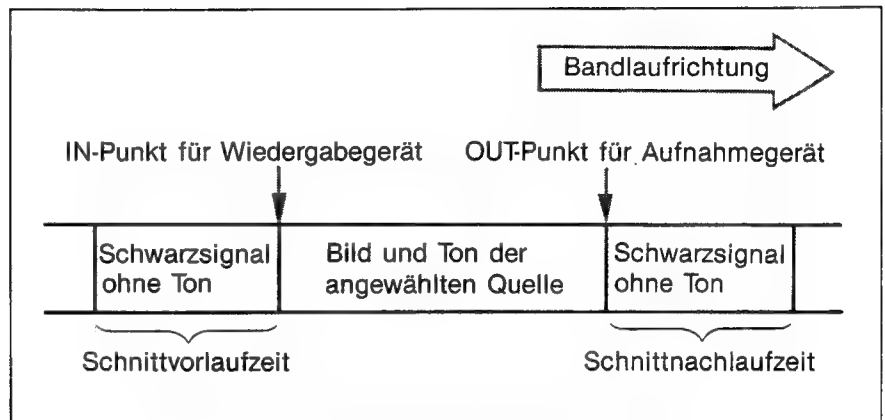 Bandlaufrichtung
IN-Punkt für Wiedergabegerät
OUT-Punkt für Aufnahmegerät
Schwarzsignal
ohne Ton
Bild und Ton der
angewählten Quelle
Schwarzsignal
ohne Ton
Schnittvorlaufzeit
Schnittnachlaufzeit